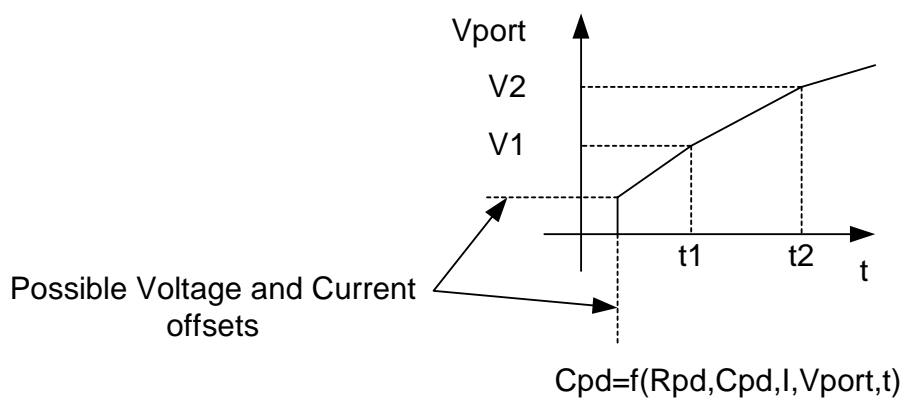 Vport
V2
V1
t1
t2
t
Possible Voltage and Current
offsets
Cpd=f(Rpd,Cpd,I,Vport,t)